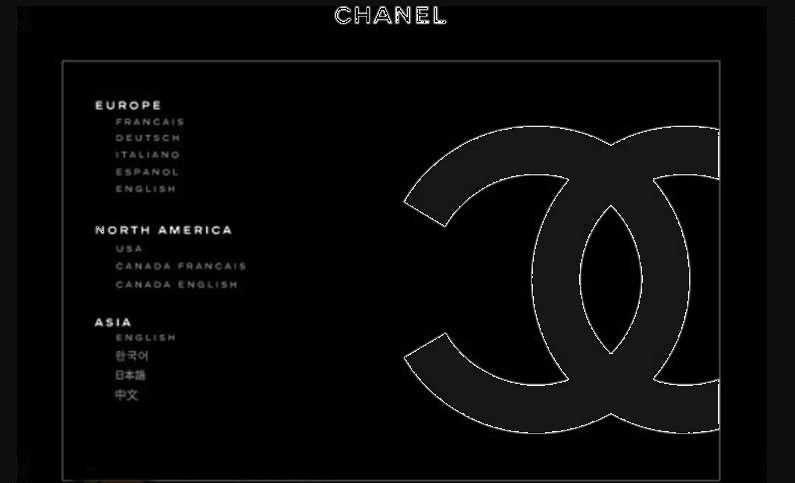 CHANEL
EUROPE
FRANCAIS
DEUTSCH
ITALIANO
ESPANOL
ENGLISH
NORTH AMERICA
USA
CANADA FRANCAIS
CANADA ENGLISH
ASIA
ENGLISH
한국어
日本語
中文